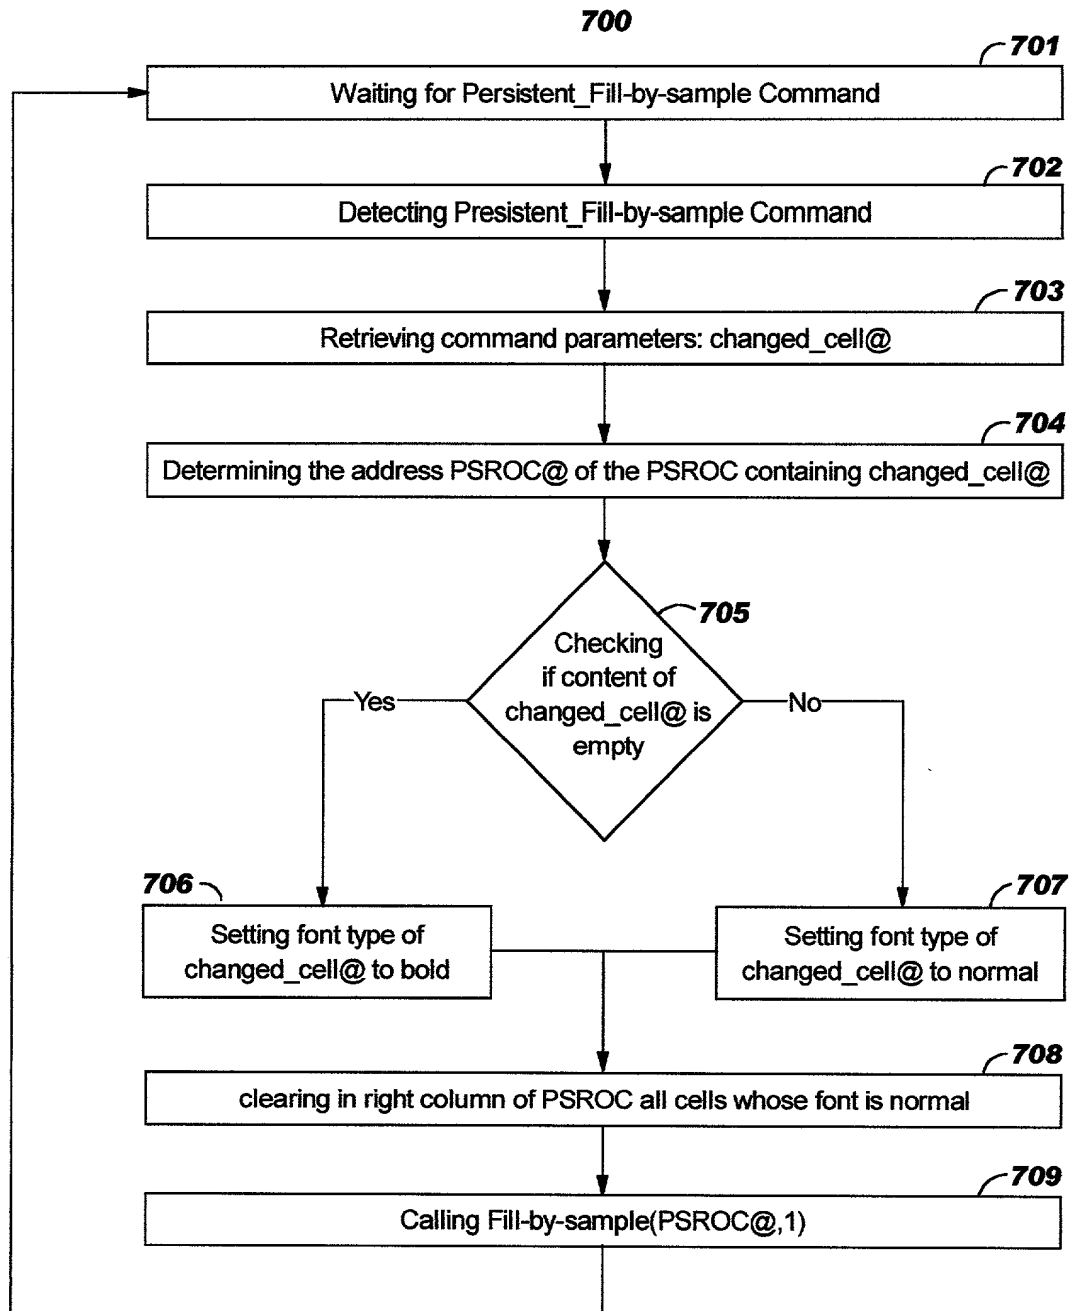 700
701
Waiting for Persistent_Fill-by-sample Command
702
Detecting Presistent_Fill-by-sample Command
703
Retrieving command parameters: changed_cell@
704
Determining the address PSROC@ of the PSROC containing changed_cell@
705
Checking
if content of
changed_cell@ is
empty
Yes
No
706
Setting font type of
changed_cell@ to bold
707
Setting font type of
changed_cell@ to normal
708
clearing in right column of PSROC all cells whose font is normal
709
Calling Fill-by-sample(PSROC@,1)